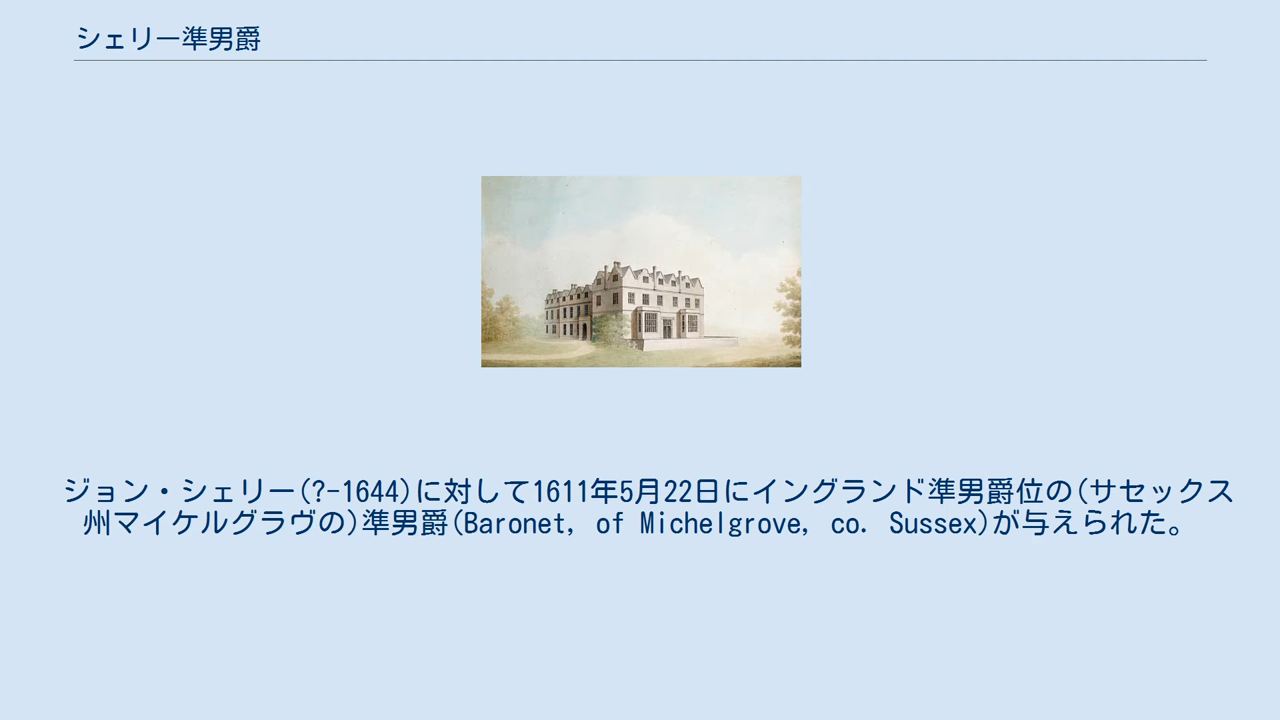 シェリー準男爵
ジョン・シェリー(?-1644)に対して1611年5月22日にイングランド準男爵位の(サセックス
州マイケルグラヴの)準男爵(Baronet, of Michelgrove, co. Sussex)が与えられた。